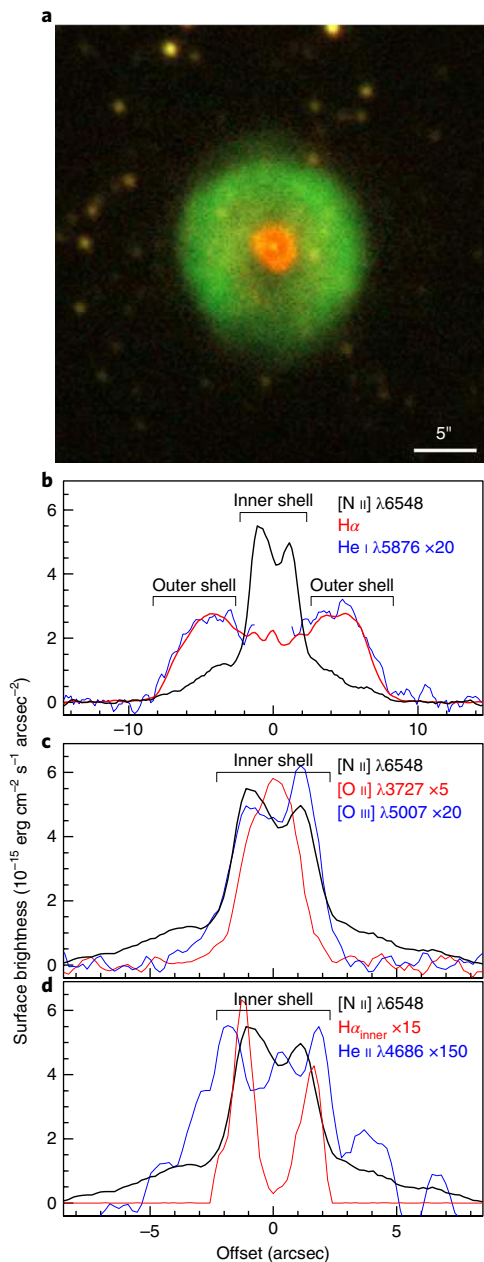 a
5"
b
Inner shell
[N II] λ6548
Hα
He I λ5876 ×20
Outer shell
Outer shell
6
4
2
0
−10
0
10
c
Inner shell
[N II] λ6548
[O II] λ3727 ×5
[O III] λ5007 ×20
6
4
2
0
Surface brightness (10⁻¹⁵ erg cm⁻² s⁻¹ arcsec⁻²)
d
Inner shell
[N II] λ6548
Hαinner ×15
He II λ4686 ×150
6
4
2
0
−5
0
5
Offset (arcsec)